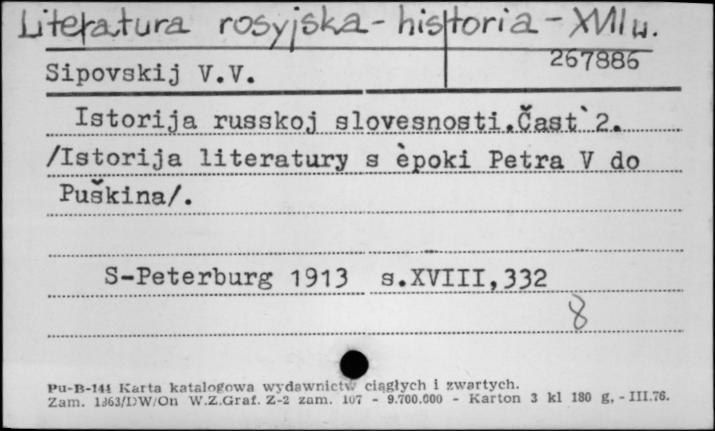 Literatura rosyjska - historia - XVIII w.
267886
Sipovskij V.V.
Istorija russkoj slovesnosti.Čast` 2.
/Istorija literatury s èpoki Petra V do
Puškina/.
S-Peterburg 1913 s.XVIII,332
8
Pu-B-141 Karta katalogowa wydawnictw ciągłych i zwartych.
Zam. 1363/DW/On W.Z.Graf. Z-2 zam. 107 - 9.700.000 - Karton 3 kl 180 g. - III.76.